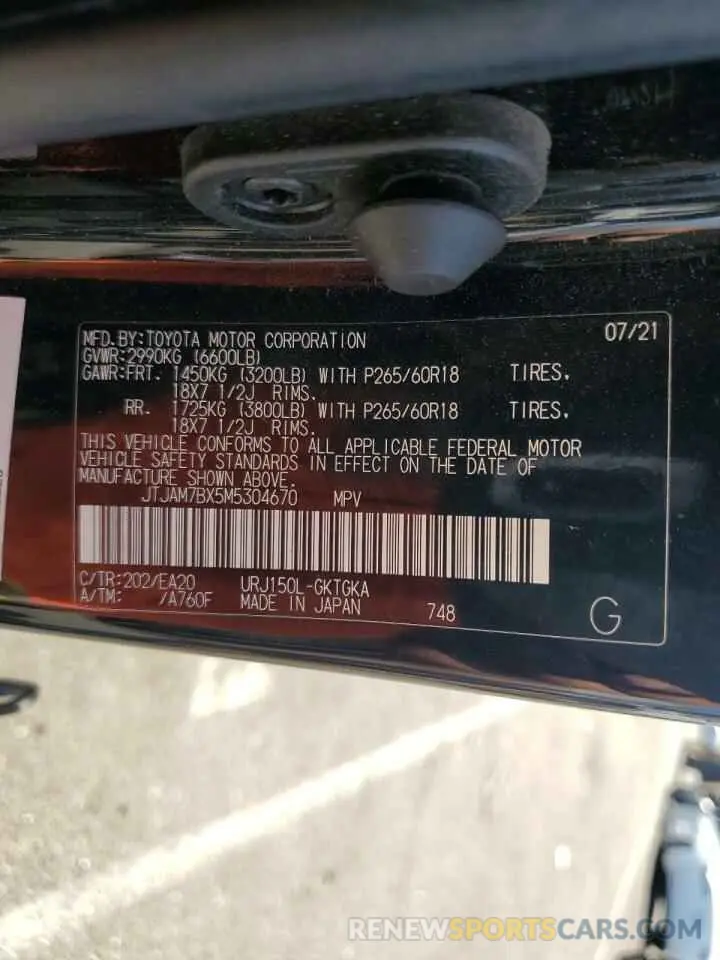 07/21
MFD.BY:TOYOTA MOTOR CORPORATION
GVWR:2990KG (6600LB)
GAWR:FRT. 1450KG (3200LB) WITH P265/60R18 TIRES.
18X7 1/2J RIMS.
RR. 1725KG (3800LB) WITH P265/60R18 TIRES.
18X7 1/2J RIMS.
THIS VEHICLE CONFORMS TO ALL APPLICABLE FEDERAL MOTOR
VEHICLE SAFETY STANDARDS IN EFFECT ON THE DATE OF
MANUFACTURE SHOWN ABOVE.
JTJAM7BX5M5304670 MPV
C/TR:202/EA20 URJ150L-GKTGKA
A/TM: /A760F MADE IN JAPAN 748
G
RENEWSPORTSCARS.COM